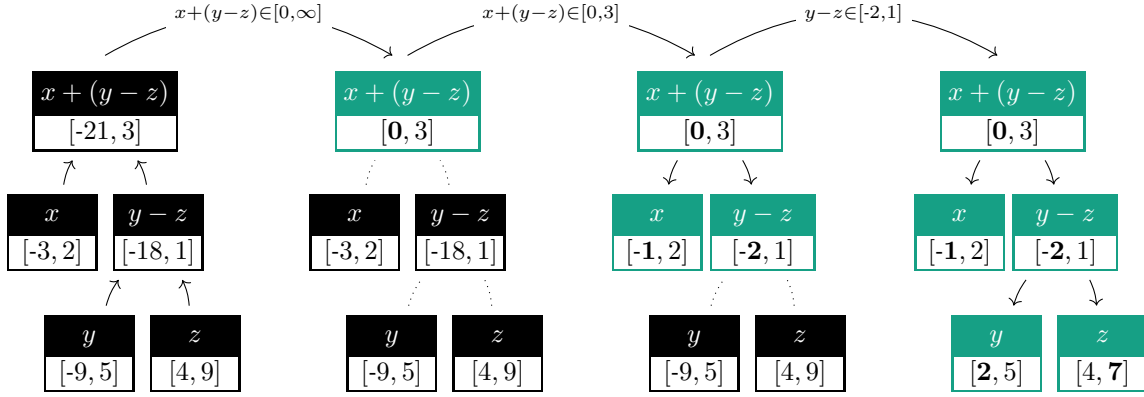 x+(y−z)∈[0,∞] x+(y−z)∈[0,3] y−z∈[-2,1]
x + (y − z) x + (y − z) x + (y − z) x + (y − z)
[-21, 3] [0, 3] [0, 3] [0, 3]
x y − z x y − z x y − z x y − z
[-3, 2] [-18, 1] [-3, 2] [-18, 1] [-1, 2] [-2, 1] [-1, 2] [-2, 1]
y z y z y z y z
[-9, 5] [4, 9] [-9, 5] [4, 9] [-9, 5] [4, 9] [2, 5] [4, 7]